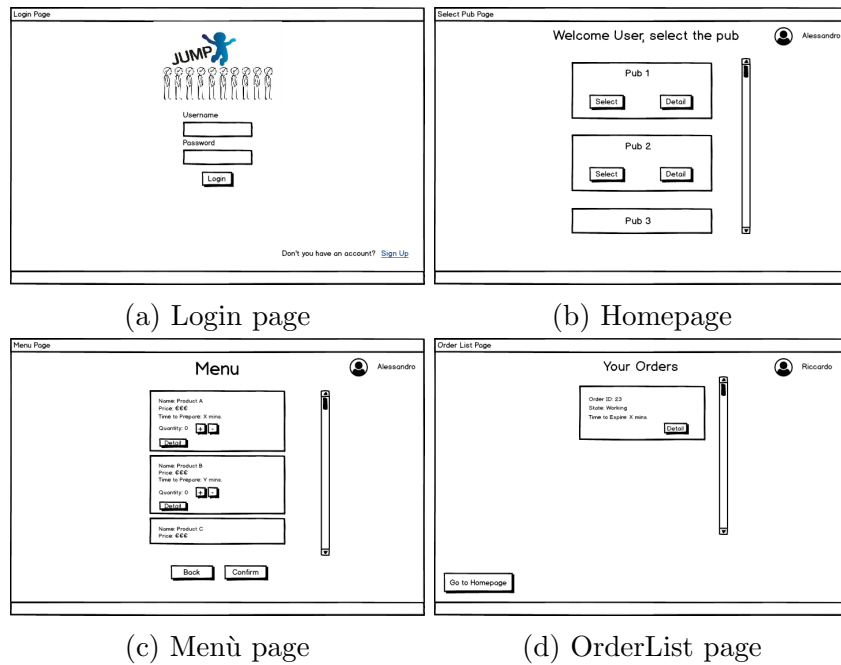 Login Page
JUMP
Username
Password
Login
Don't you have an account? Sign Up
(a) Login page
Select Pub Page
Welcome User, select the pub
Alessandro
Pub 1
Select Detail
Pub 2
Select Detail
Pub 3
(b) Homepage
Menu Page
Menu
Alessandro
Name: Product A
Price: €€€
Time to Prepare: X mins.
Quantity: 0 + -
Detail
Name: Product B
Price: €€€
Time to Prepare: Y mins.
Quantity: 0 + -
Detail
Name: Product C
Price: €€€
Back Confirm
(c) Menù page
Order List Page
Your Orders
Riccardo
Order ID: 23
State: Working
Time to Expire: X mins.
Detail
Go to Homepage
(d) OrderList page